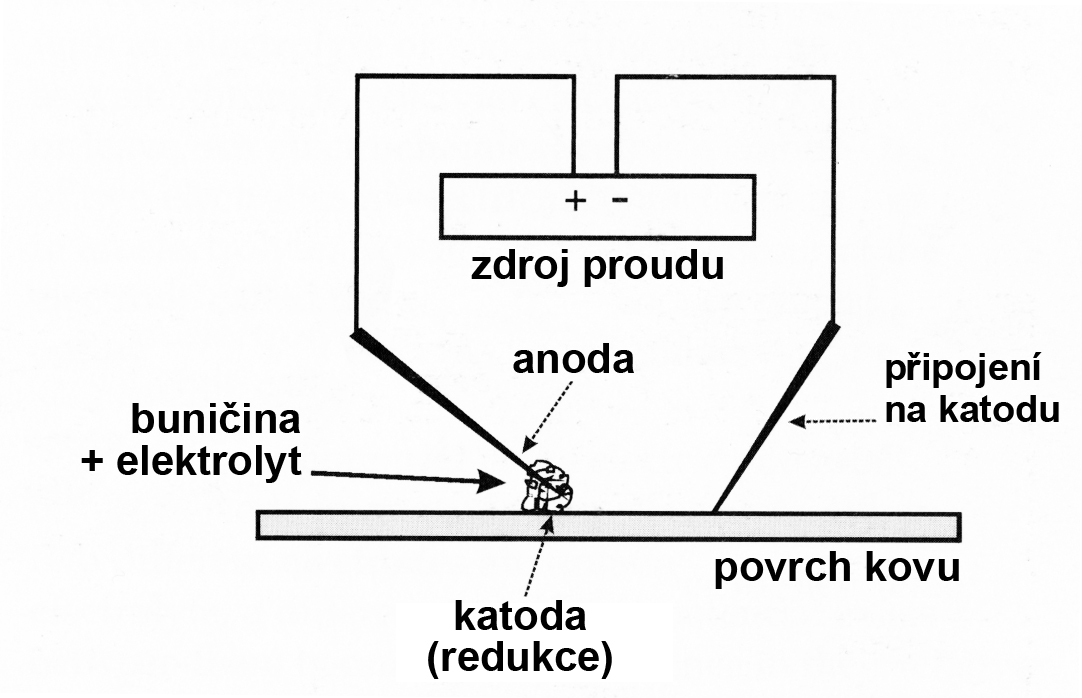 + -
zdroj proudu
anoda
připojení
na katodu
buničina
+ elektrolyt
povrch kovu
katoda
(redukce)